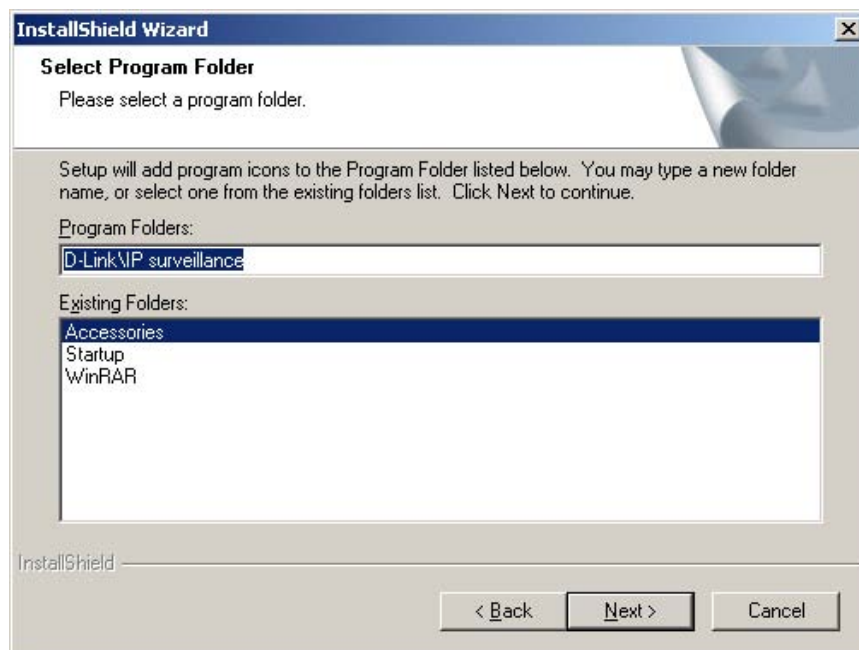 InstallShield Wizard
Select Program Folder
Please select a program folder.
Setup will add program icons to the Program Folder listed below. You may type a new folder
name, or select one from the existing folders list. Click Next to continue.
Program Folders:
D-Link\IP surveillance
Existing Folders:
Accessories
Startup
WinRAR
InstallShield
< Back
Next >
Cancel